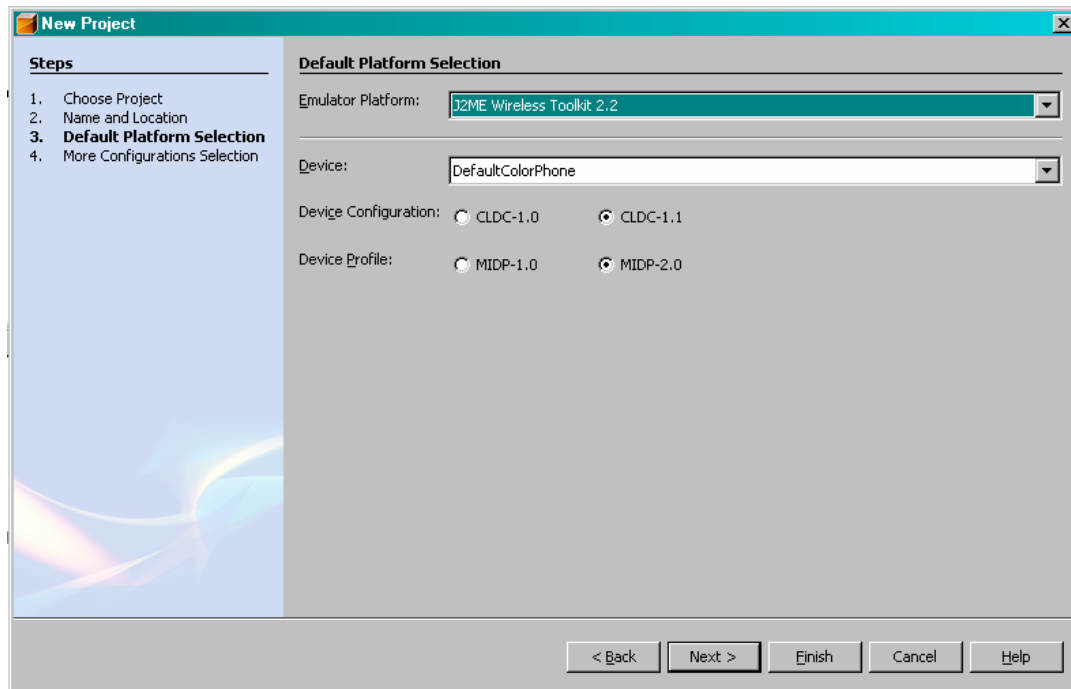 New Project
Steps
1. Choose Project
2. Name and Location
3. Default Platform Selection
4. More Configurations Selection
Default Platform Selection
Emulator Platform: J2ME Wireless Toolkit 2.2
Device: DefaultColorPhone
Device Configuration: CLDC-1.0 CLDC-1.1
Device Profile: MIDP-1.0 MIDP-2.0
< Back Next > Finish Cancel Help